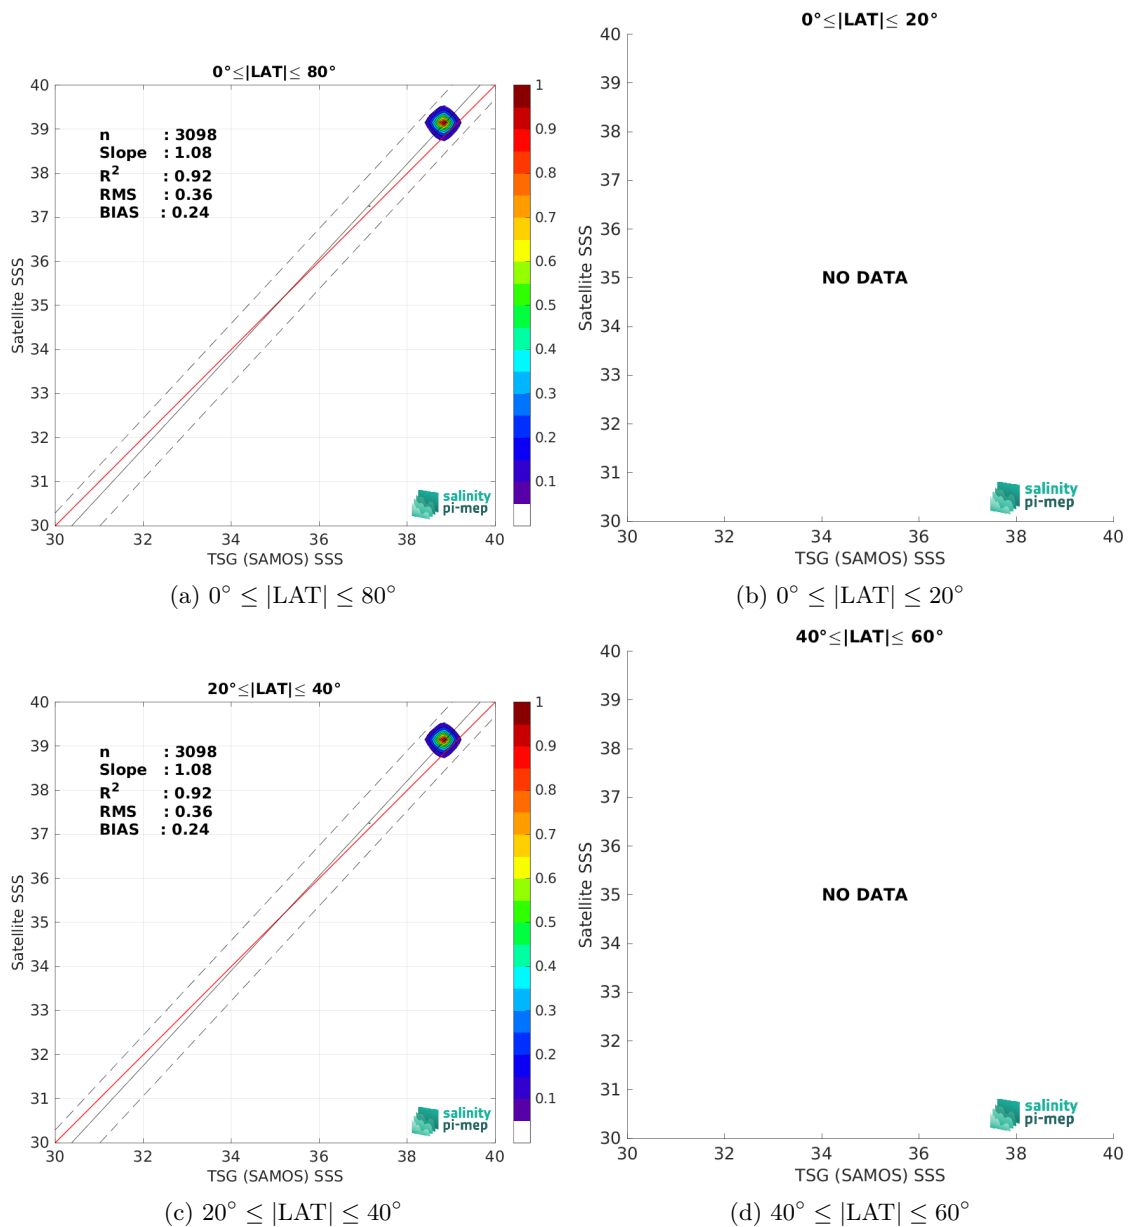 0°≤|LAT|≤ 80°
40
39
38
37
36
35
34
33
32
31
30
30
32
34
36
38
40
Satellite SSS
TSG (SAMOS) SSS
n : 3098
Slope : 1.08
R² : 0.92
RMS : 0.36
BIAS : 0.24
1
0.9
0.8
0.7
0.6
0.5
0.4
0.3
0.2
0.1
salinity
pi-mep
(a) 0° ≤ |LAT| ≤ 80°
0°≤|LAT|≤ 20°
40
39
38
37
36
35
34
33
32
31
30
30
32
34
36
38
40
Satellite SSS
TSG (SAMOS) SSS
NO DATA
salinity
pi-mep
(b) 0° ≤ |LAT| ≤ 20°
20°≤|LAT|≤ 40°
40
39
38
37
36
35
34
33
32
31
30
30
32
34
36
38
40
Satellite SSS
TSG (SAMOS) SSS
n : 3098
Slope : 1.08
R² : 0.92
RMS : 0.36
BIAS : 0.24
1
0.9
0.8
0.7
0.6
0.5
0.4
0.3
0.2
0.1
salinity
pi-mep
(c) 20° ≤ |LAT| ≤ 40°
40°≤|LAT|≤ 60°
40
39
38
37
36
35
34
33
32
31
30
30
32
34
36
38
40
Satellite SSS
TSG (SAMOS) SSS
NO DATA
salinity
pi-mep
(d) 40° ≤ |LAT| ≤ 60°